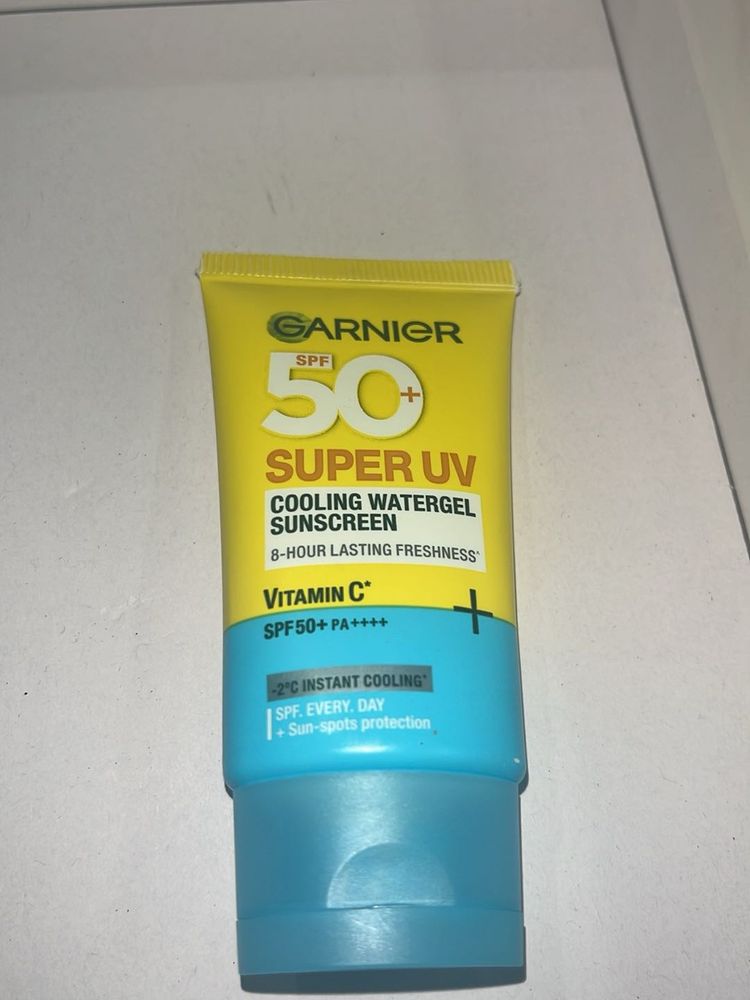 GARNIER
SPF
50+
SUPER UV
COOLING WATERGEL
SUNSCREEN
8-HOUR LASTING FRESHNESS^
VITAMIN C*
+
SPF50+ PA++++
-2°C INSTANT COOLING*
SPF. EVERY. DAY
+ Sun-spots protection